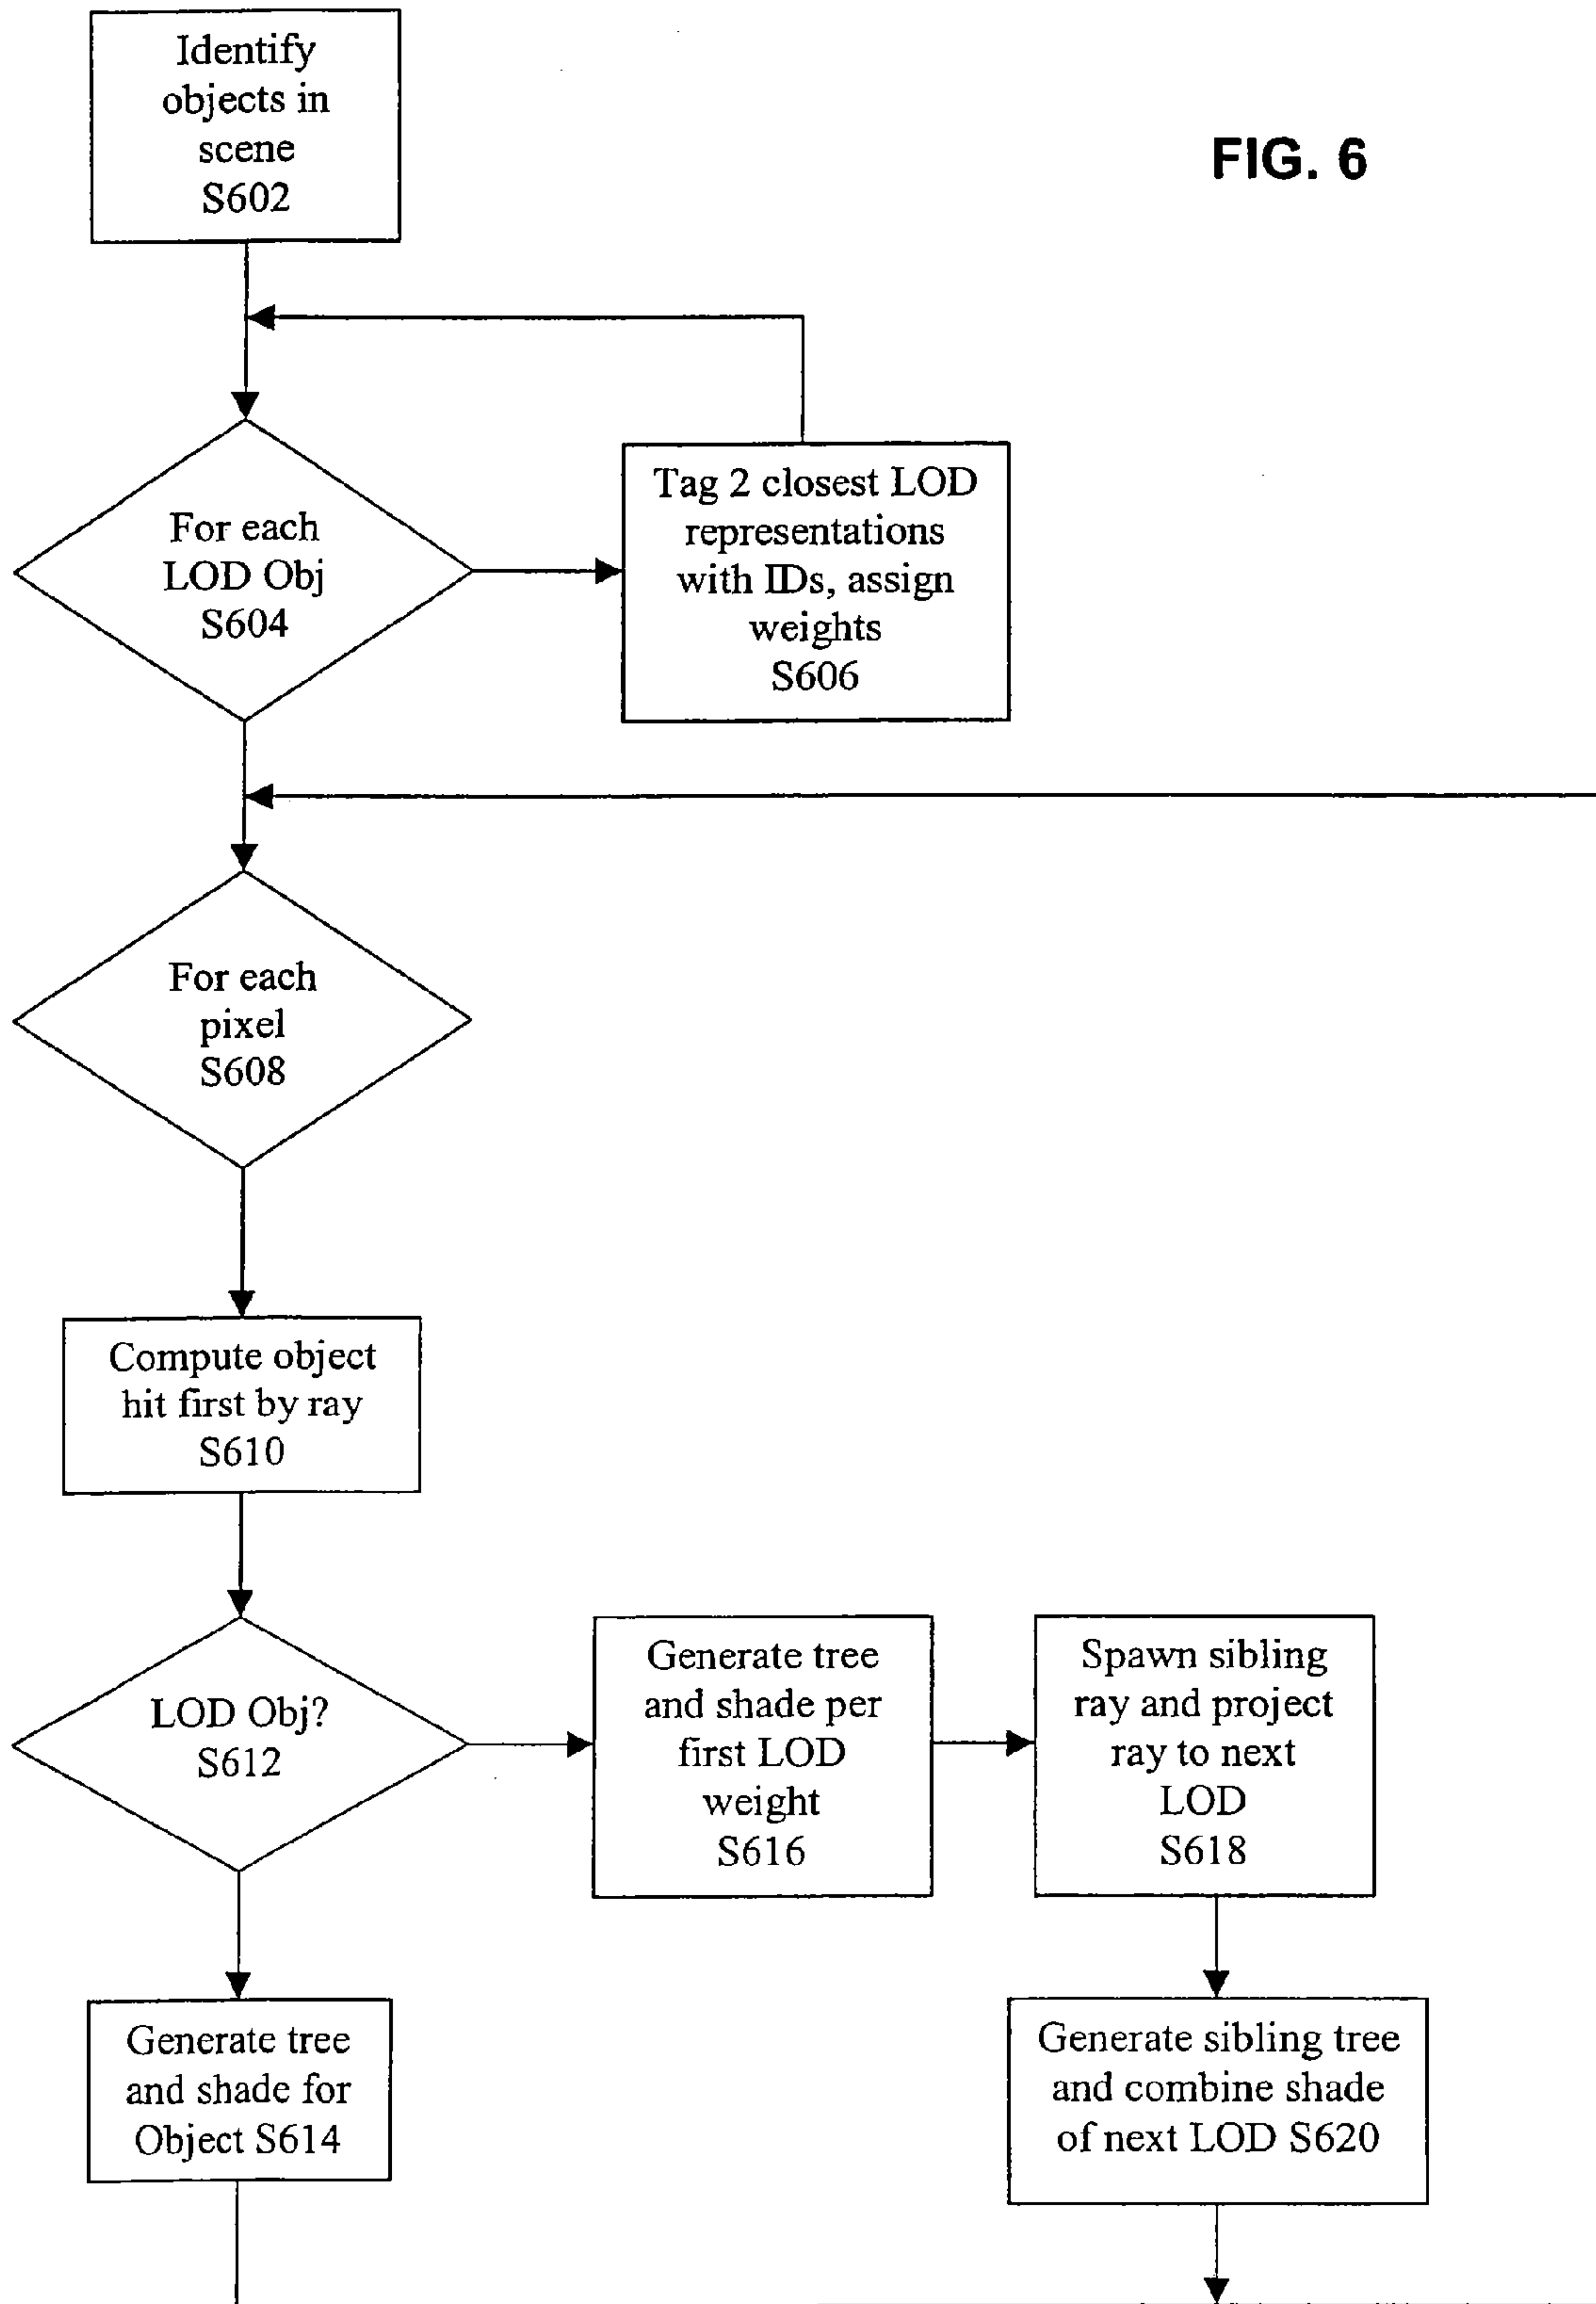 Identify
objects in
scene
S602
FIG. 6
For each
LOD Obj
S604
Tag 2 closest LOD
representations
with IDs, assign
weights
S606
For each
pixel
S608
Compute object
hit first by ray
S610
LOD Obj?
S612
Generate tree
and shade per
first LOD
weight
S616
Spawn sibling
ray and project
ray to next
LOD
S618
Generate tree
and shade for
Object S614
Generate sibling tree
and combine shade
of next LOD S620